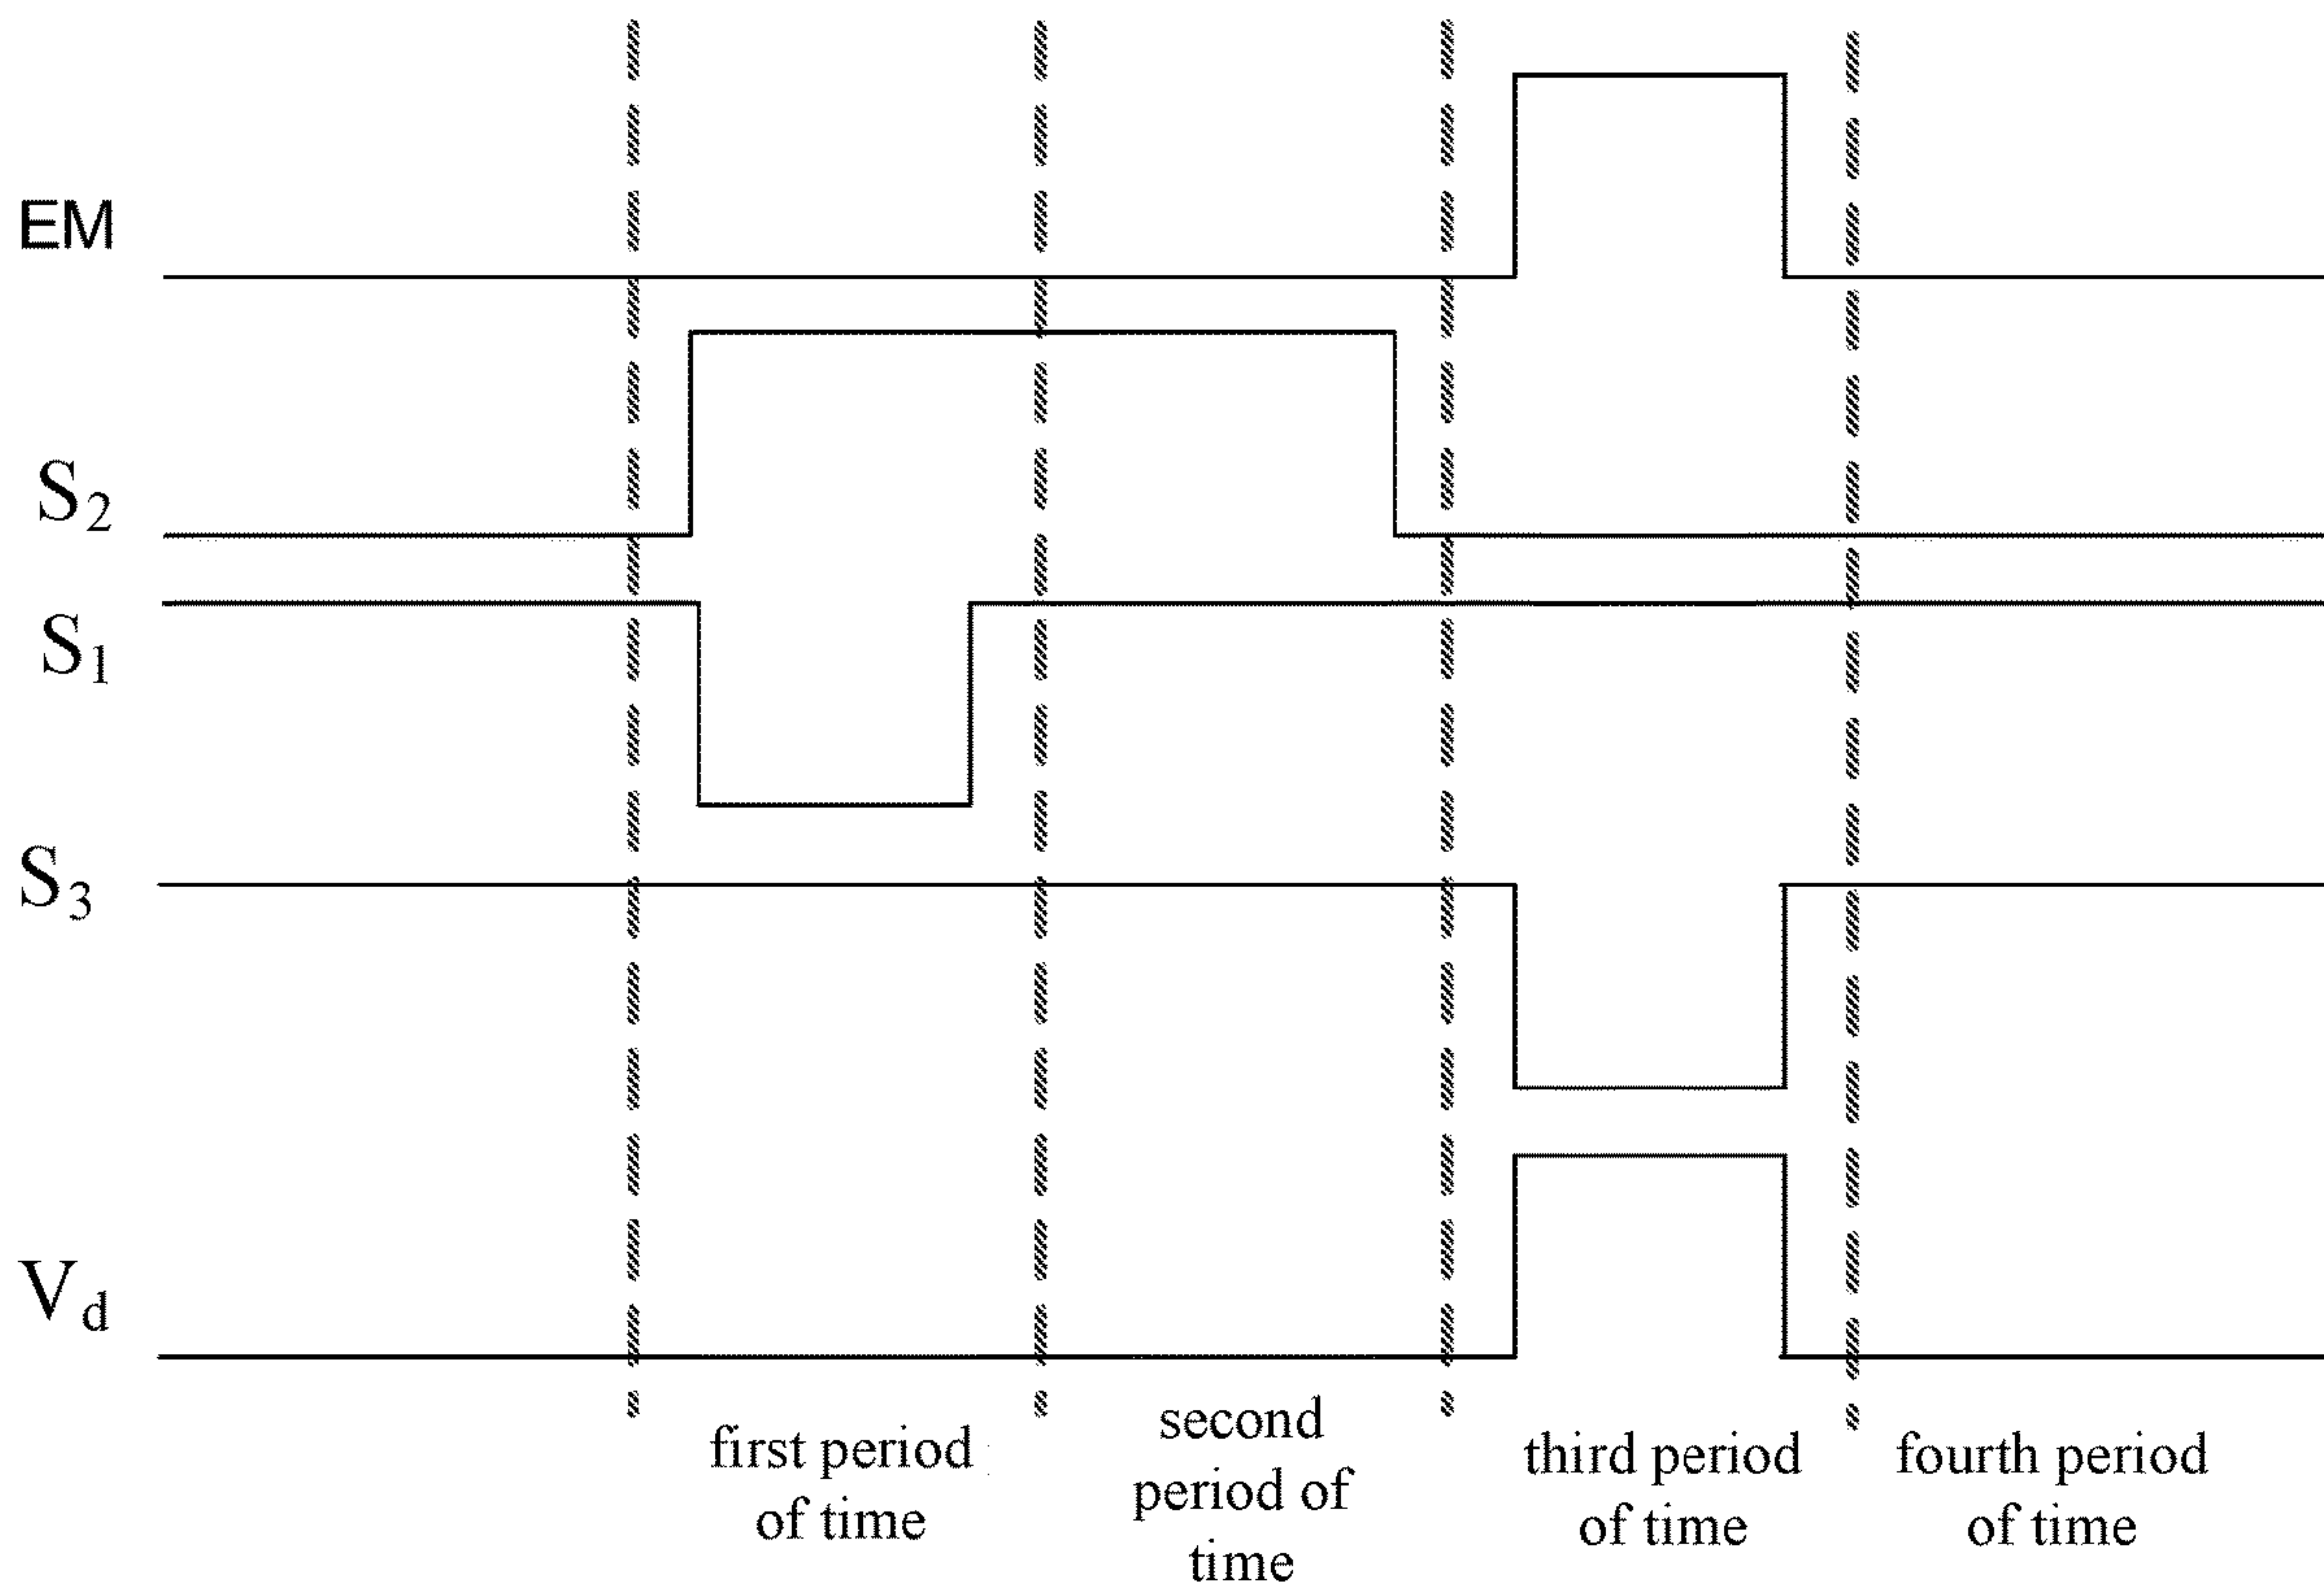 EM
S2
S1
S3
Vd
first period
of time
second
period of
time
third period
of time
fourth period
of time